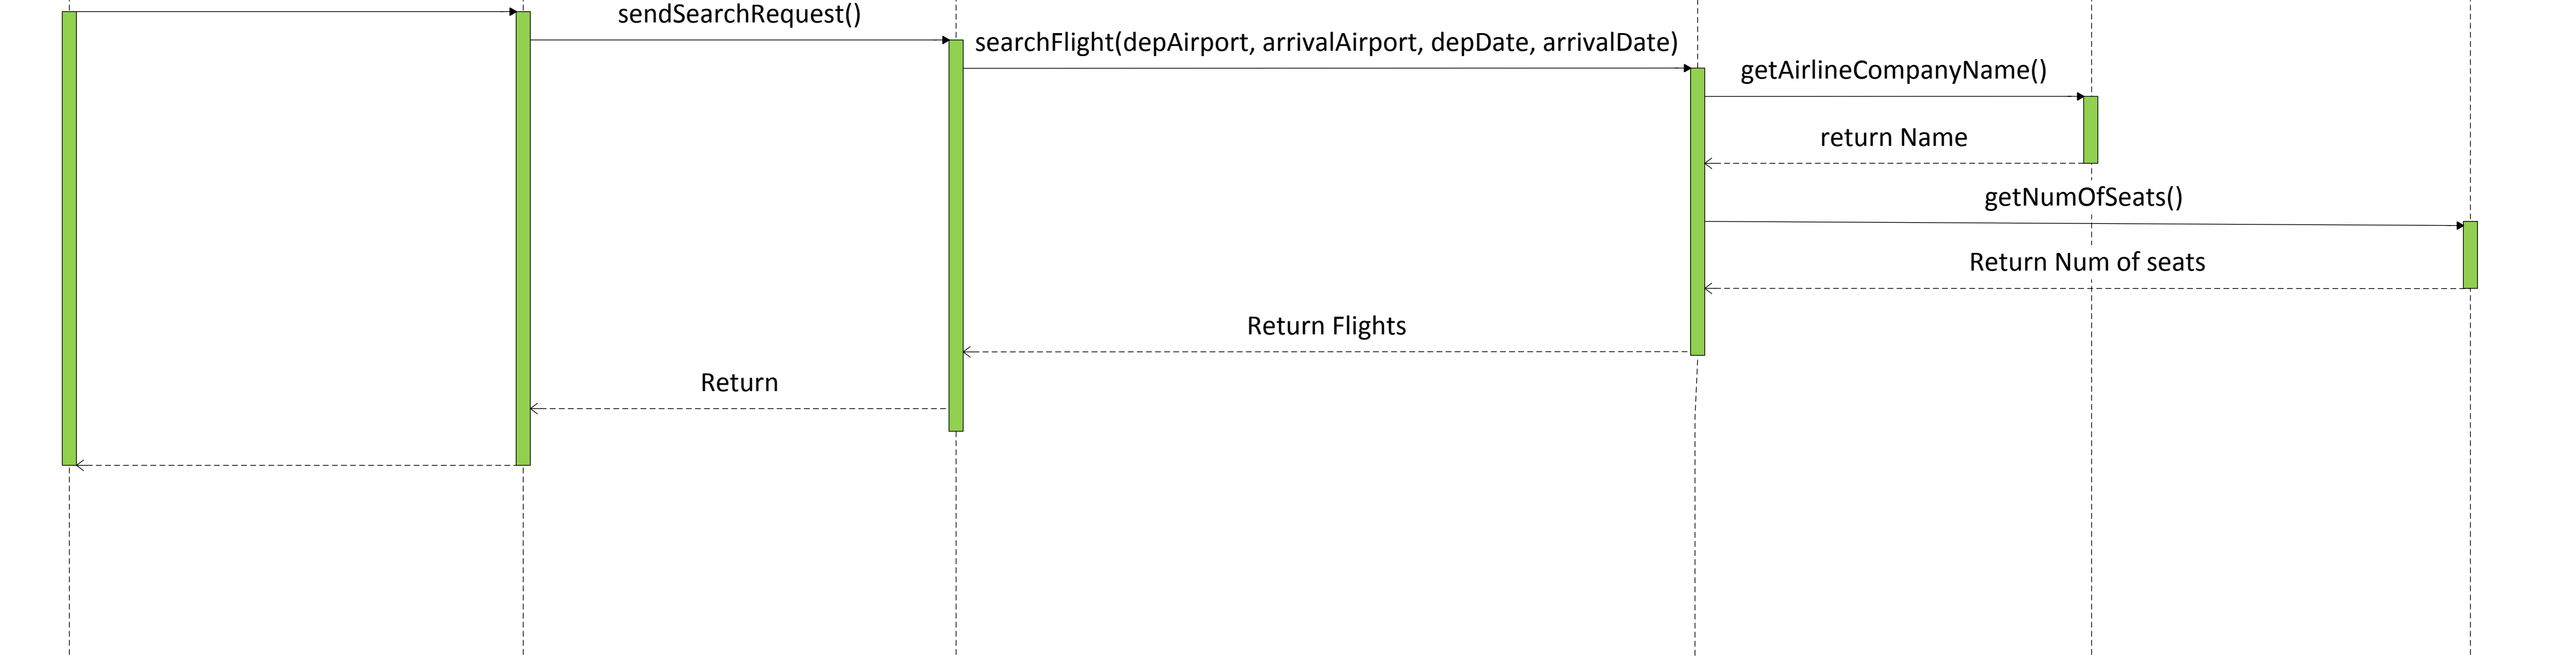 sendSearchRequest()
searchFlight(depAirport, arrivalAirport, depDate, arrivalDate)
getAirlineCompanyName()
return Name
getNumOfSeats()
Return Num of seats
Return Flights
Return